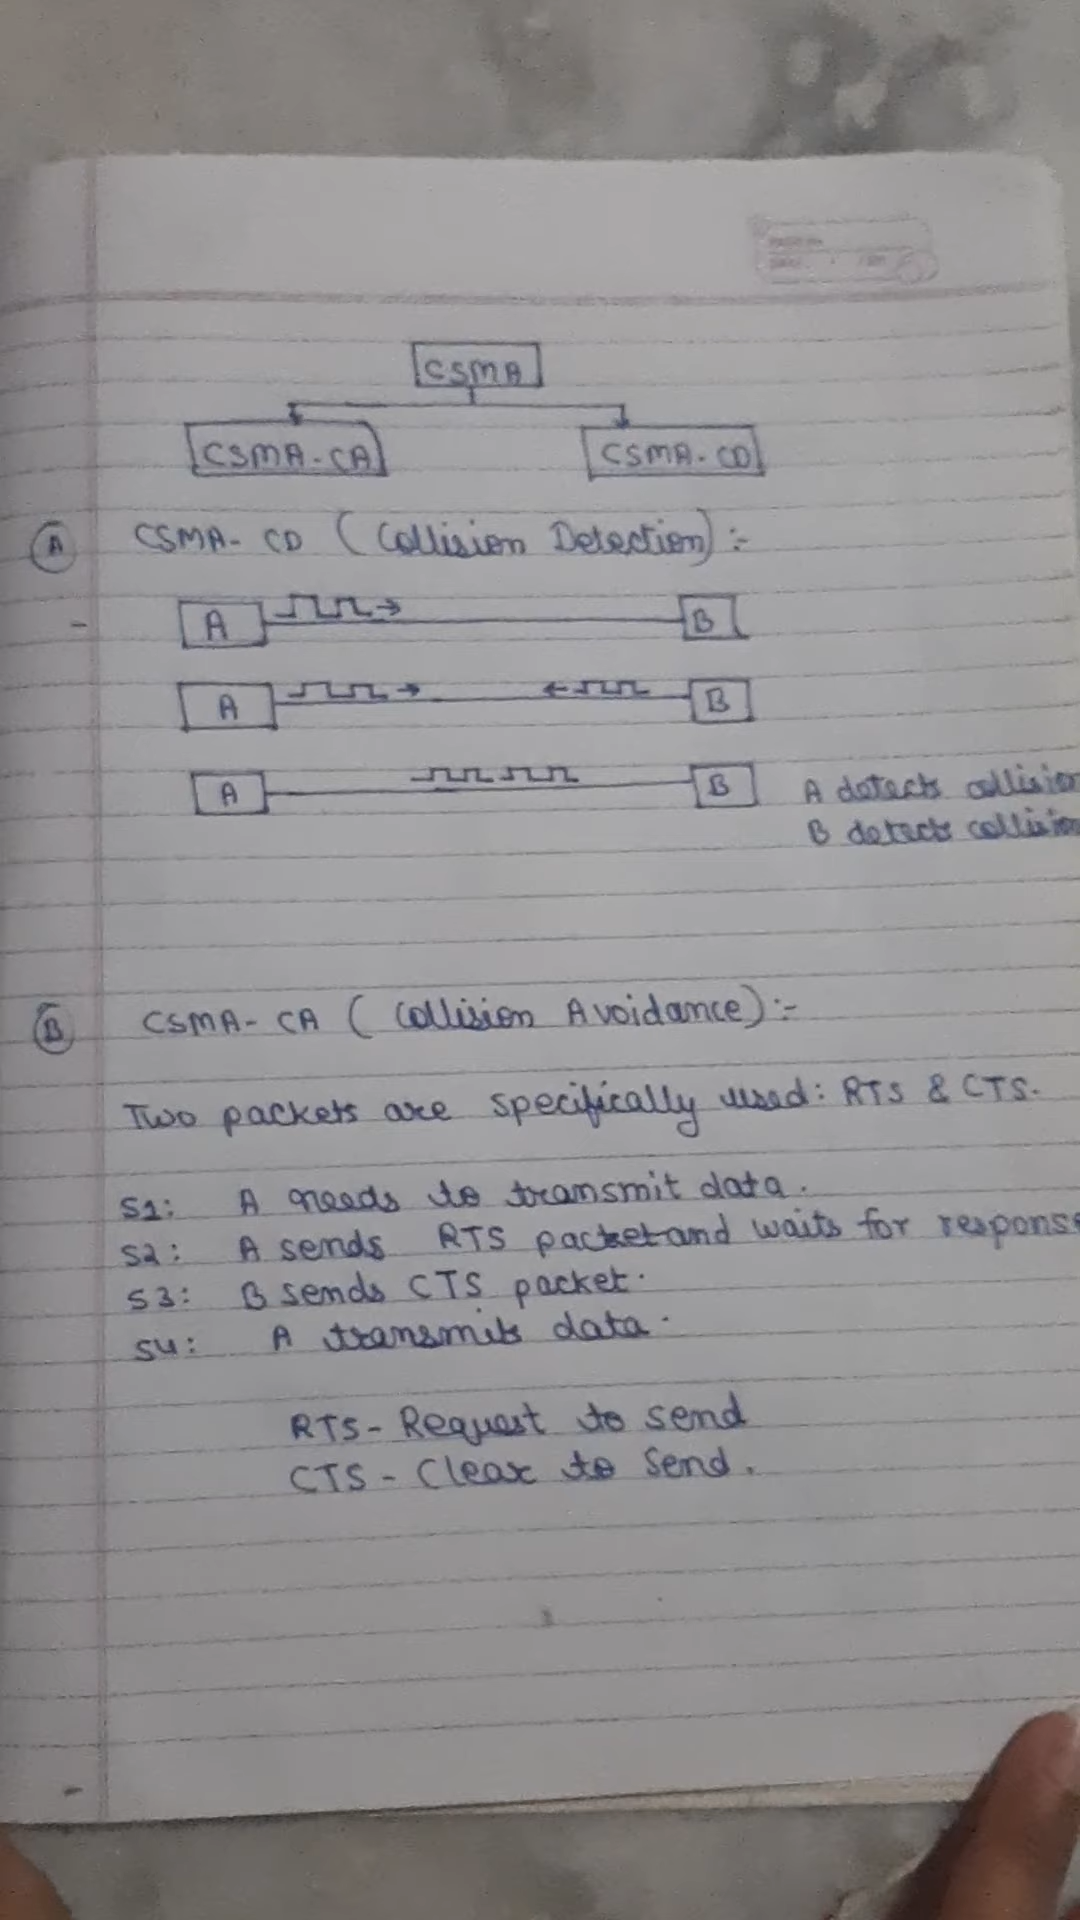 CSMA
CSMA-CA CSMA-CD
A CSMA-CD (Collision Detection):-
A B
A B
A B A detects collision
B detects collision
B CSMA-CA (Collision Avoidance):-
Two packets are specifically used: RTS & CTS.
S1: A needs to transmit data.
S2: A sends RTS packet and waits for response
S3: B sends CTS packet.
S4: A transmits data.
RTS - Request to send
CTS - Clear to Send.